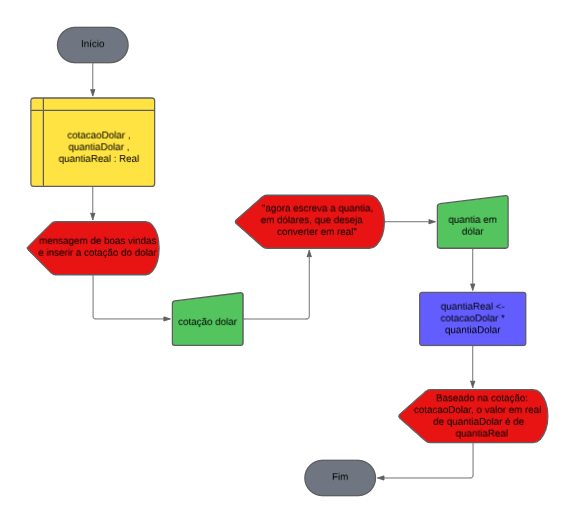 Início
cotacaoDolar ,
quantiaDolar ,
quantiaReal : Real
mensagem de boas vindas
e inserir a cotação do dolar
cotação dolar
"agora escreva a quantia,
em dólares, que deseja
converter em real"
quantia em
dólar
quantiaReal <-
cotacaoDolar *
quantiaDolar
Baseado na cotação:
cotacaoDolar, o valor em real
de quantiaDolar é de
quantiaReal
Fim